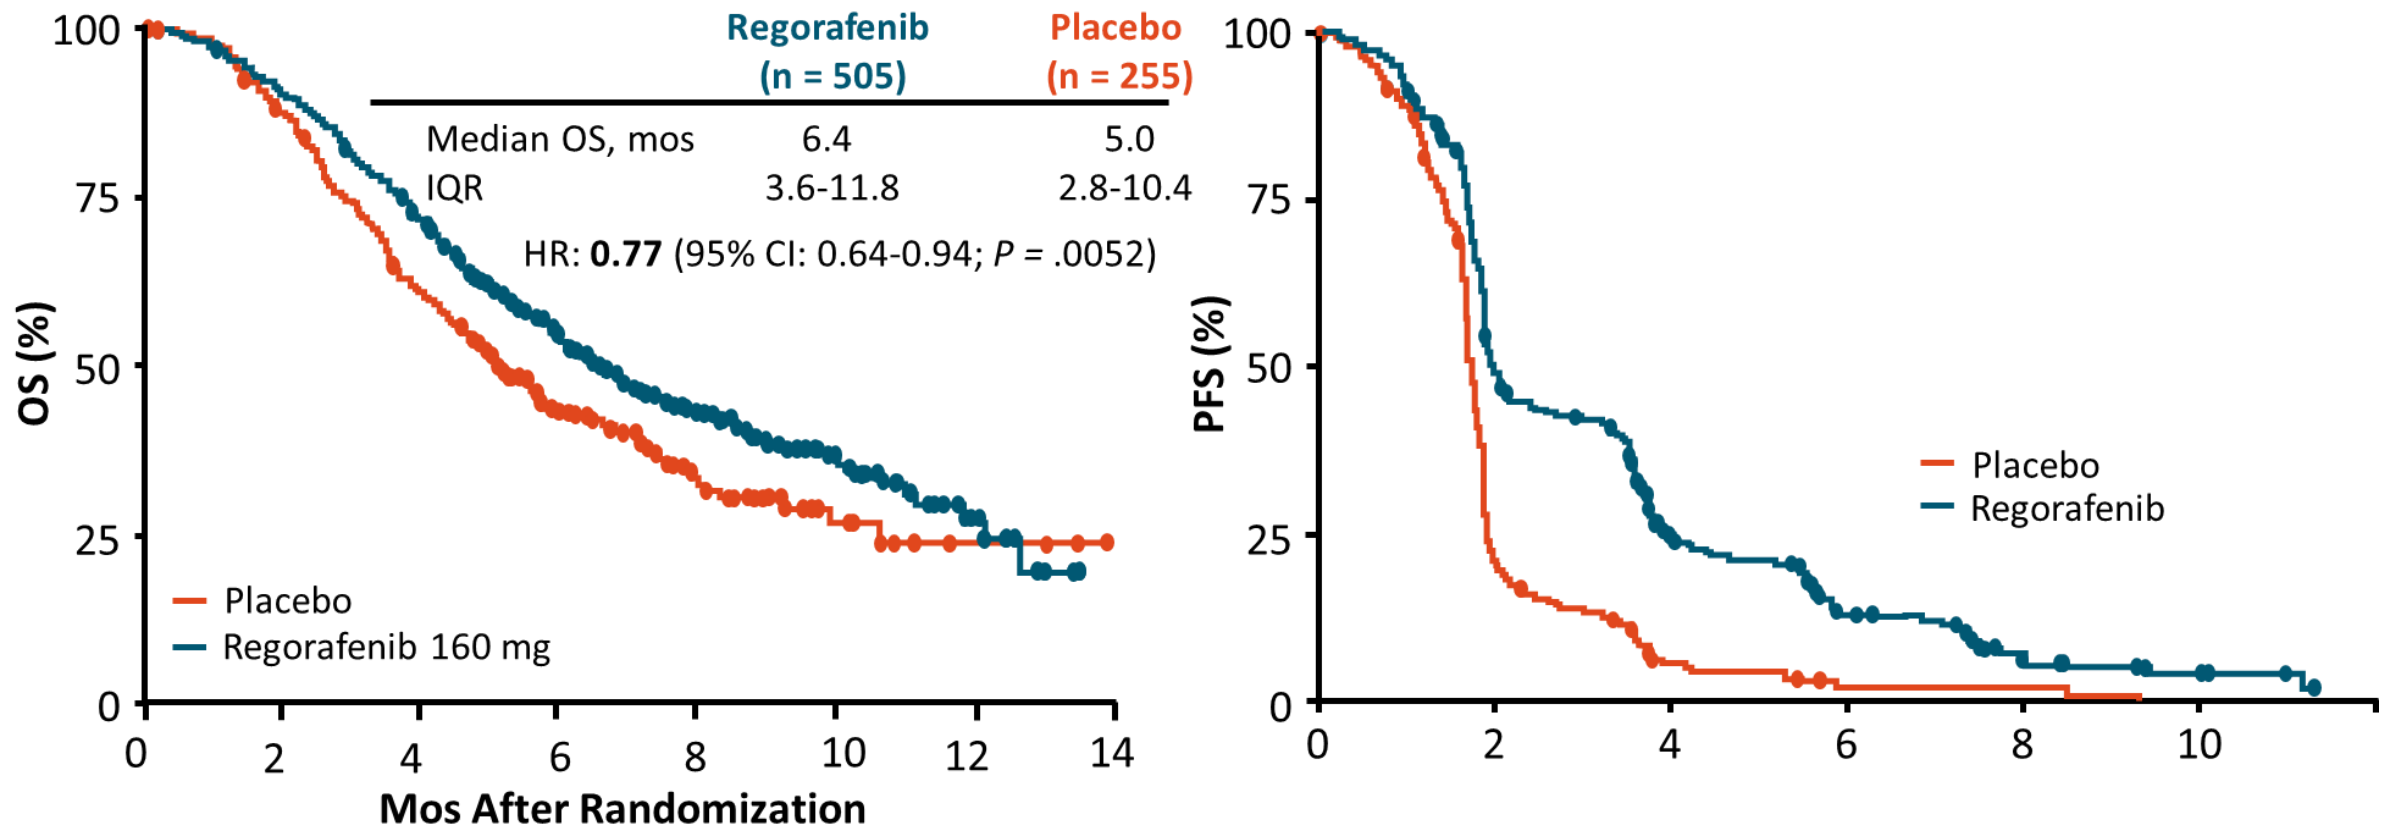 Regorafenib Placebo
(n = 505) (n = 255)
Median OS, mos 6.4 5.0
IQR 3.6-11.8 2.8-10.4
HR: 0.77 (95% CI: 0.64-0.94; P = .0052)
OS (%)
100
75
50
25
0
Placebo
Regorafenib 160 mg
0 2 4 6 8 10 12 14
Mos After Randomization
PFS (%)
100
75
50
25
0
Placebo
Regorafenib
0 2 4 6 8 10